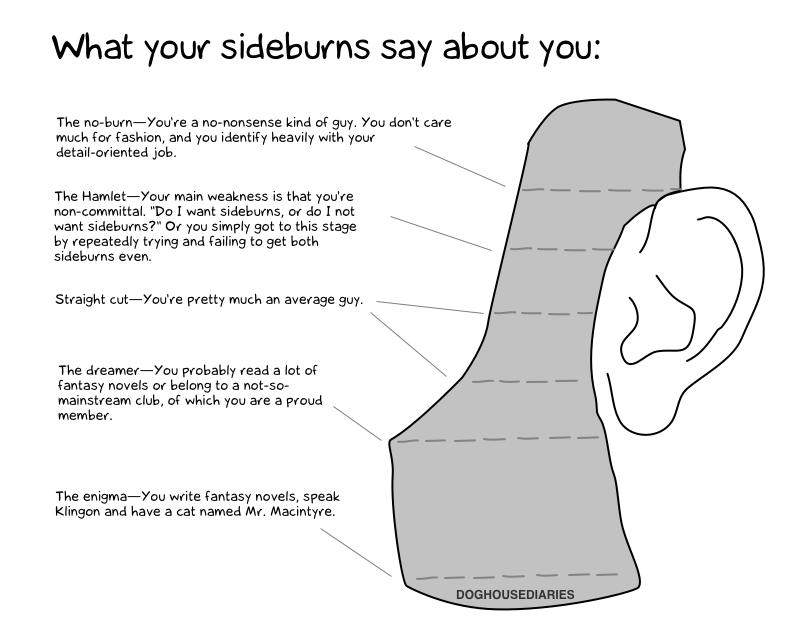 What your sideburns say about you:
The no-burn—You're a no-nonsense kind of guy. You don't care
much for fashion, and you identify heavily with your
detail-oriented job.
The Hamlet—Your main weakness is that you're
non-committal. "Do I want sideburns, or do I not
want sideburns?" Or you simply got to this stage
by repeatedly trying and failing to get both
sideburns even.
Straight cut—You're pretty much an average guy.
The dreamer—You probably read a lot of
fantasy novels or belong to a not-so-
mainstream club, of which you are a proud
member.
The enigma—You write fantasy novels, speak
Klingon and have a cat named Mr. Macintyre.
DOGHOUSEDIARIES